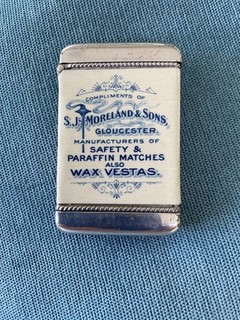 COMPLIMENTS OF
S.J. MORELAND & SONS,
GLOUCESTER.
MANUFACTURERS OF
SAFETY &
PARAFFIN MATCHES
ALSO
WAX VESTAS.